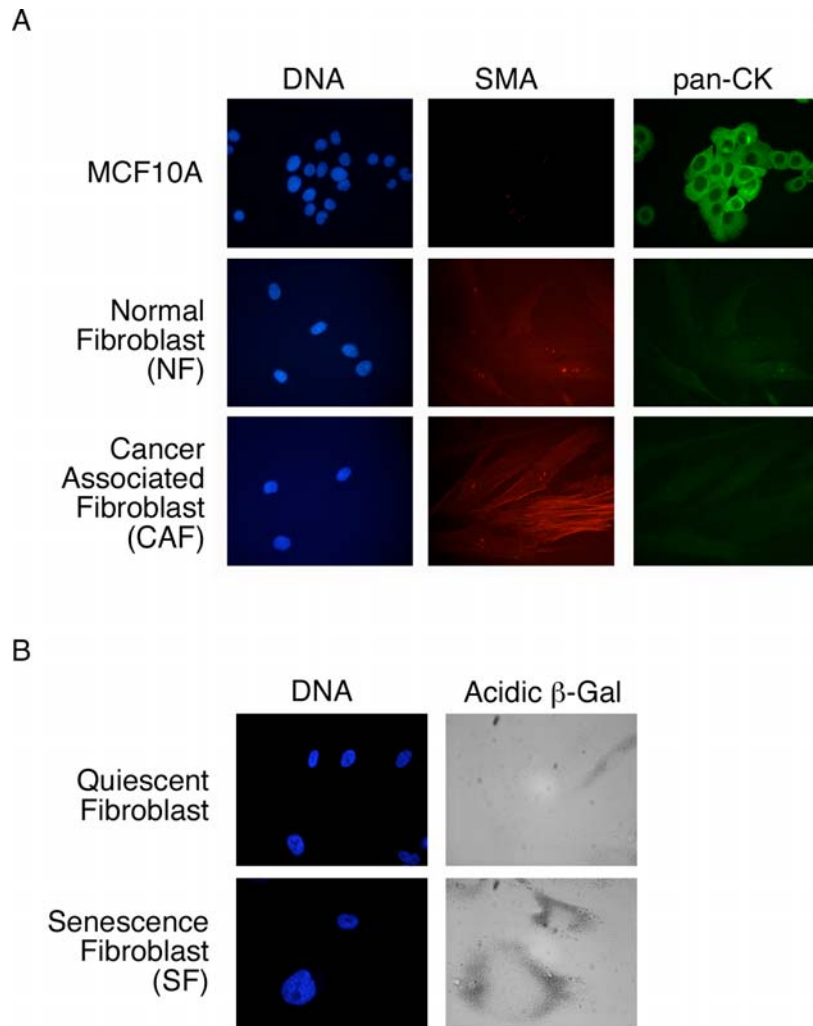 A
DNA SMA pan-CK
MCF10A
Normal
Fibroblast
(NF)
Cancer
Associated
Fibroblast
(CAF)
B
DNA Acidic β-Gal
Quiescent
Fibroblast
Senescence
Fibroblast
(SF)